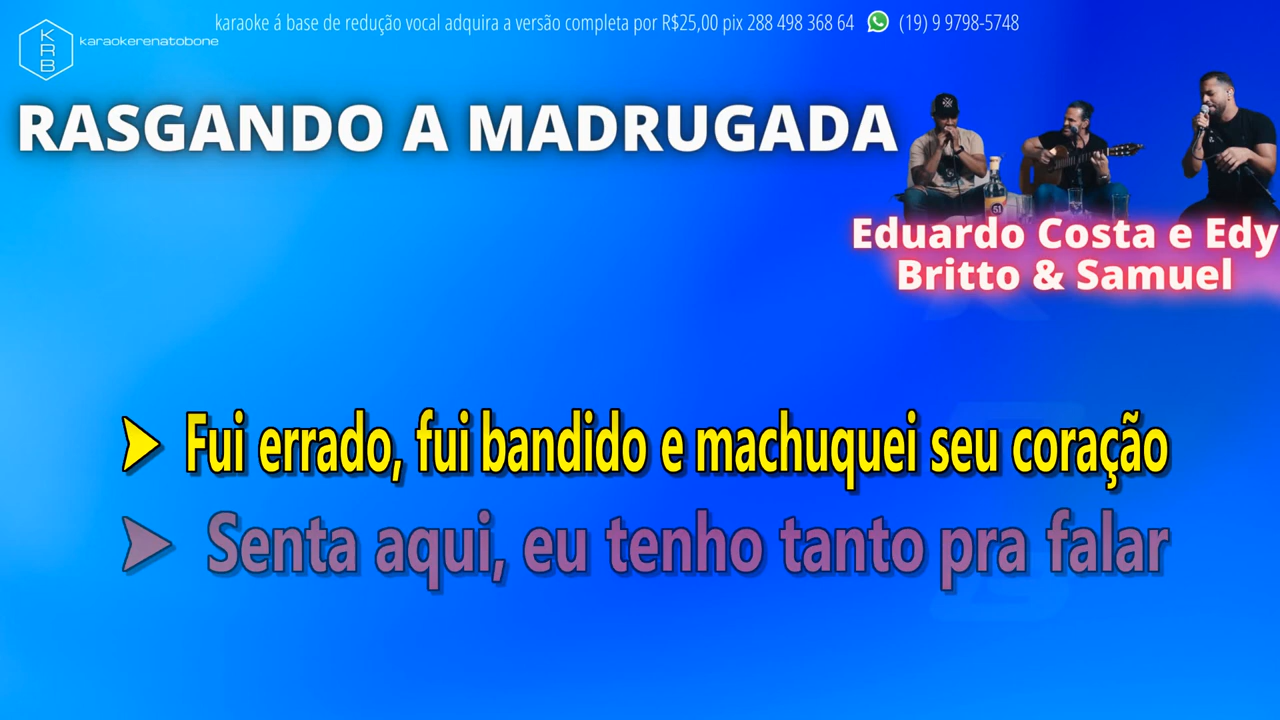 karaoke á base de redução vocal adquira a versão completa por R$25,00 pix 288 498 368 64 (19) 9 9798-5748
KRB
karaokerenatobone
RASGANDO A MADRUGADA
51
Eduardo Costa e Edy
Britto & Samuel
Fui errado, fui bandido e machuquei seu coração
Senta aqui, eu tenho tanto pra falar